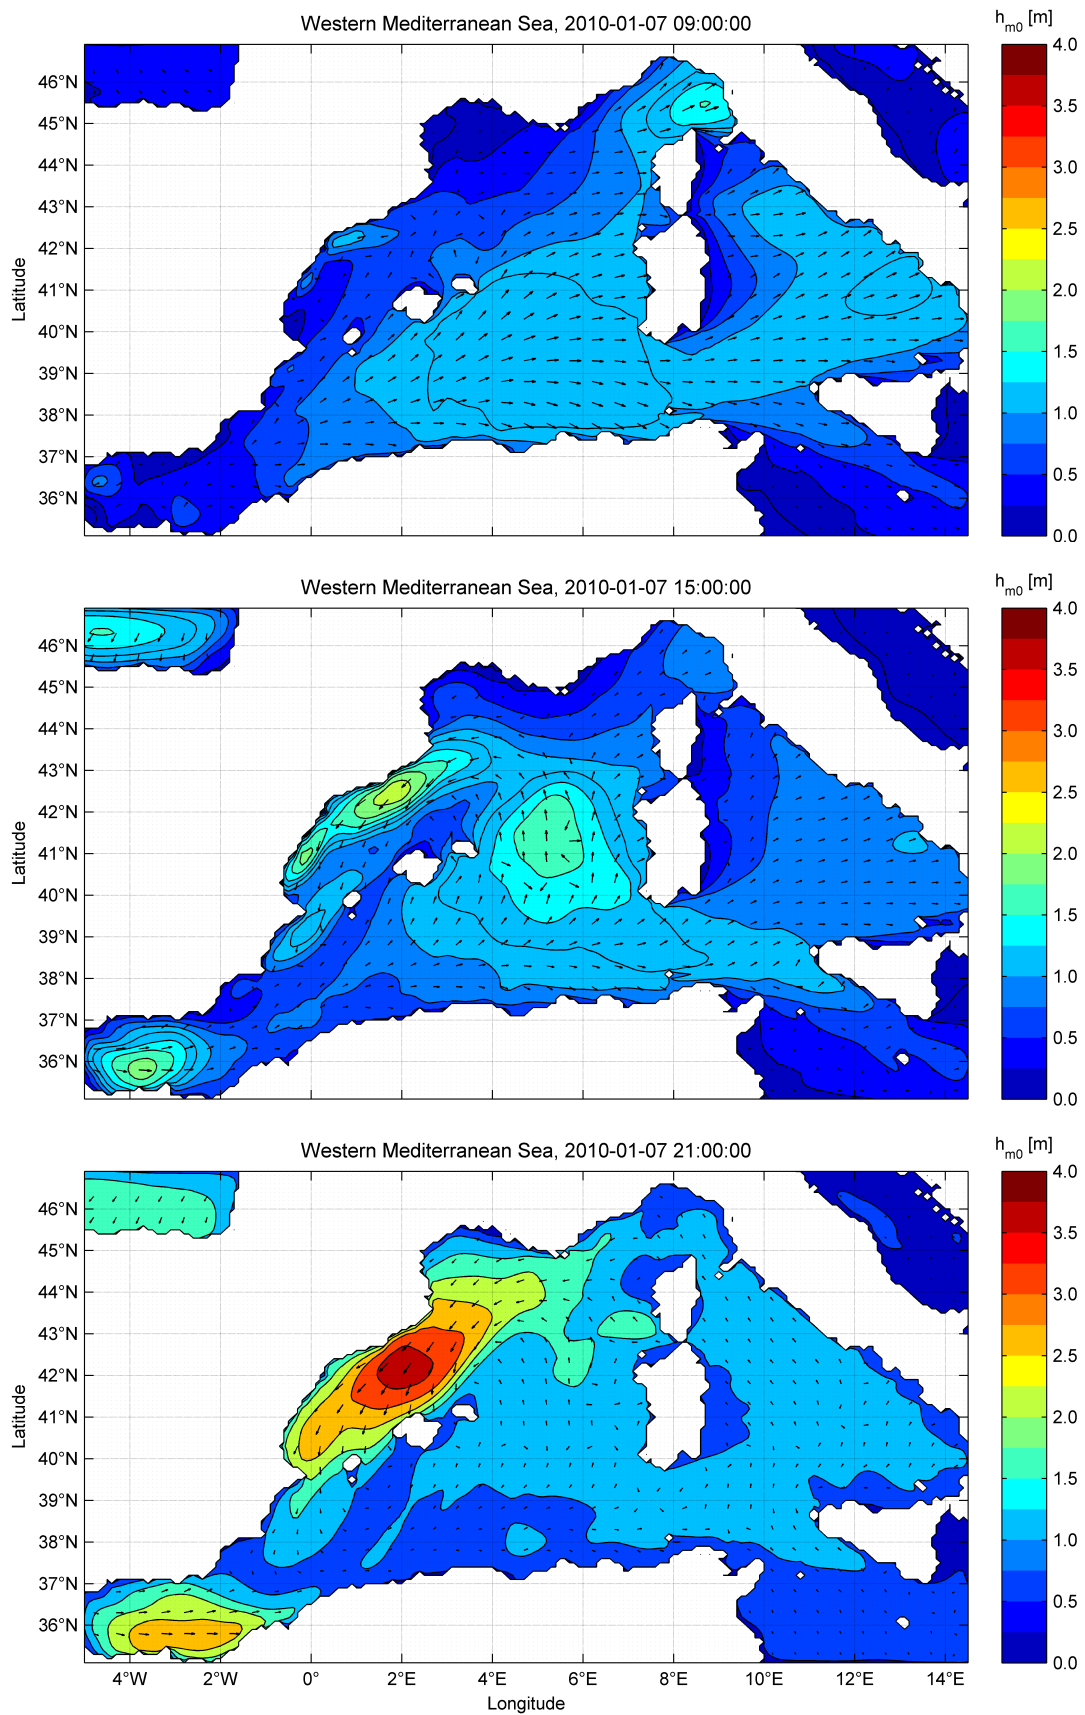 Western Mediterranean Sea, 2010-01-07 09:00:00
h_m0 [m]
4.0
3.5
3.0
2.5
2.0
1.5
1.0
0.5
0.0
46°N
45°N
44°N
43°N
42°N
41°N
40°N
39°N
38°N
37°N
36°N
Latitude
Western Mediterranean Sea, 2010-01-07 15:00:00
h_m0 [m]
4.0
3.5
3.0
2.5
2.0
1.5
1.0
0.5
0.0
46°N
45°N
44°N
43°N
42°N
41°N
40°N
39°N
38°N
37°N
36°N
Latitude
Western Mediterranean Sea, 2010-01-07 21:00:00
h_m0 [m]
4.0
3.5
3.0
2.5
2.0
1.5
1.0
0.5
0.0
46°N
45°N
44°N
43°N
42°N
41°N
40°N
39°N
38°N
37°N
36°N
Latitude
4°W 2°W 0° 2°E 4°E 6°E 8°E 10°E 12°E 14°E
Longitude